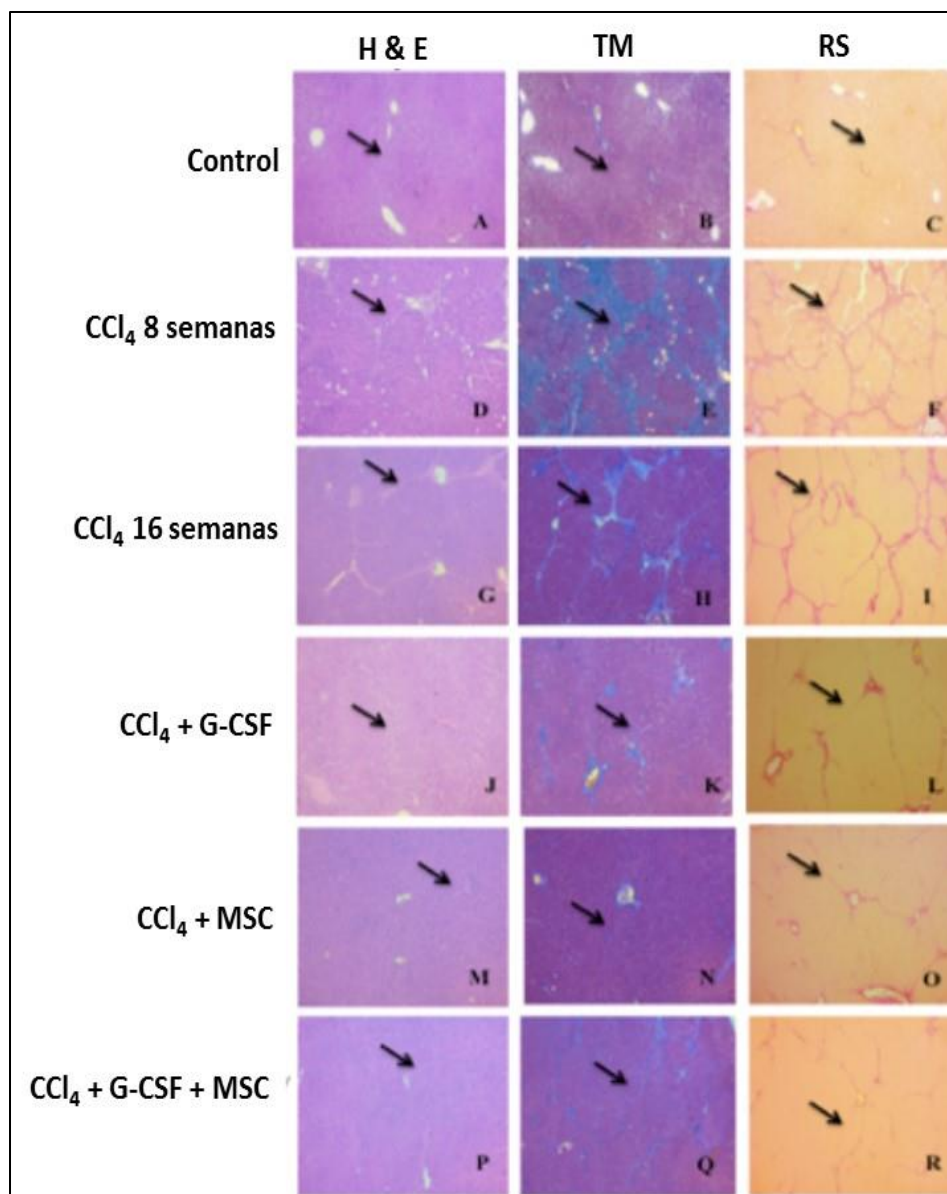 H & E TM RS
Control
A B C
CCl₄ 8 semanas
D E F
CCl₄ 16 semanas
G H I
CCl₄ + G-CSF
J K L
CCl₄ + MSC
M N O
CCl₄ + G-CSF + MSC
P Q R